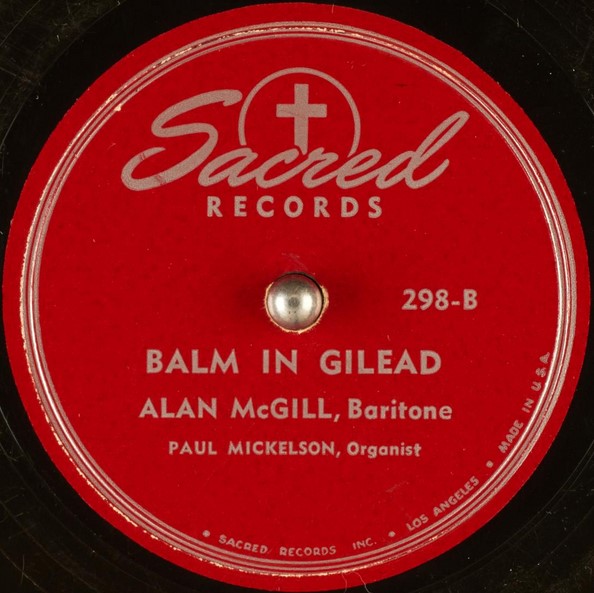 Sacred
RECORDS
298-B
BALM IN GILEAD
ALAN McGILL, Baritone
PAUL MICKELSON, Organist
• SACRED RECORDS INC. • LOS ANGELES • MADE IN U.S.A.